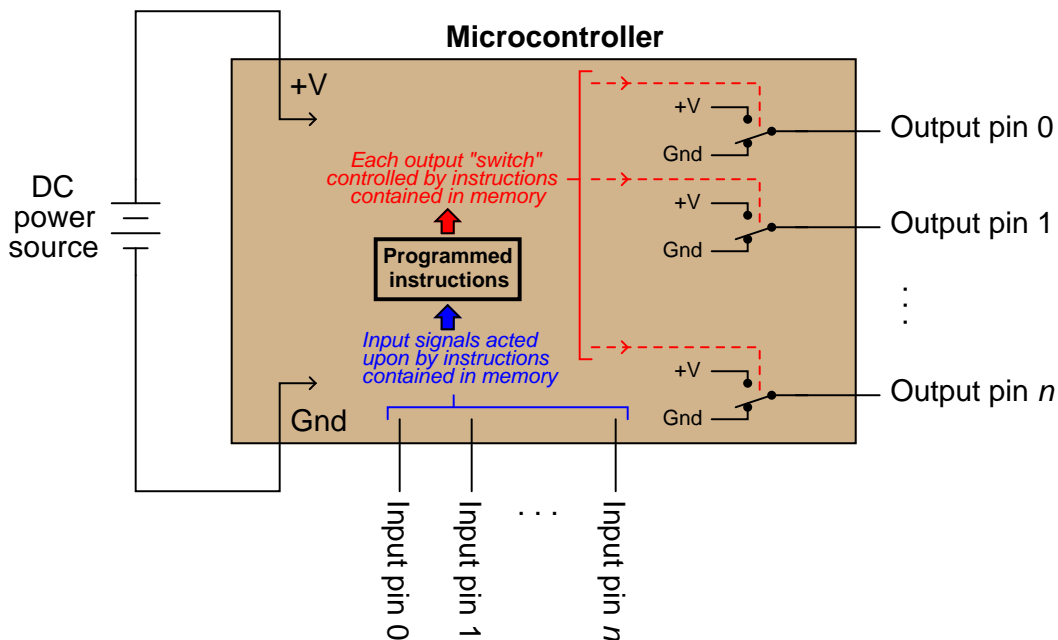 Microcontroller
+V
DC
power
source
Gnd
Each output "switch"
controlled by instructions
contained in memory
Programmed
instructions
Input signals acted
upon by instructions
contained in memory
+V
Gnd
Output pin 0
+V
Gnd
Output pin 1
. . .
+V
Gnd
Output pin n
Input pin 0
Input pin 1
. . .
Input pin n